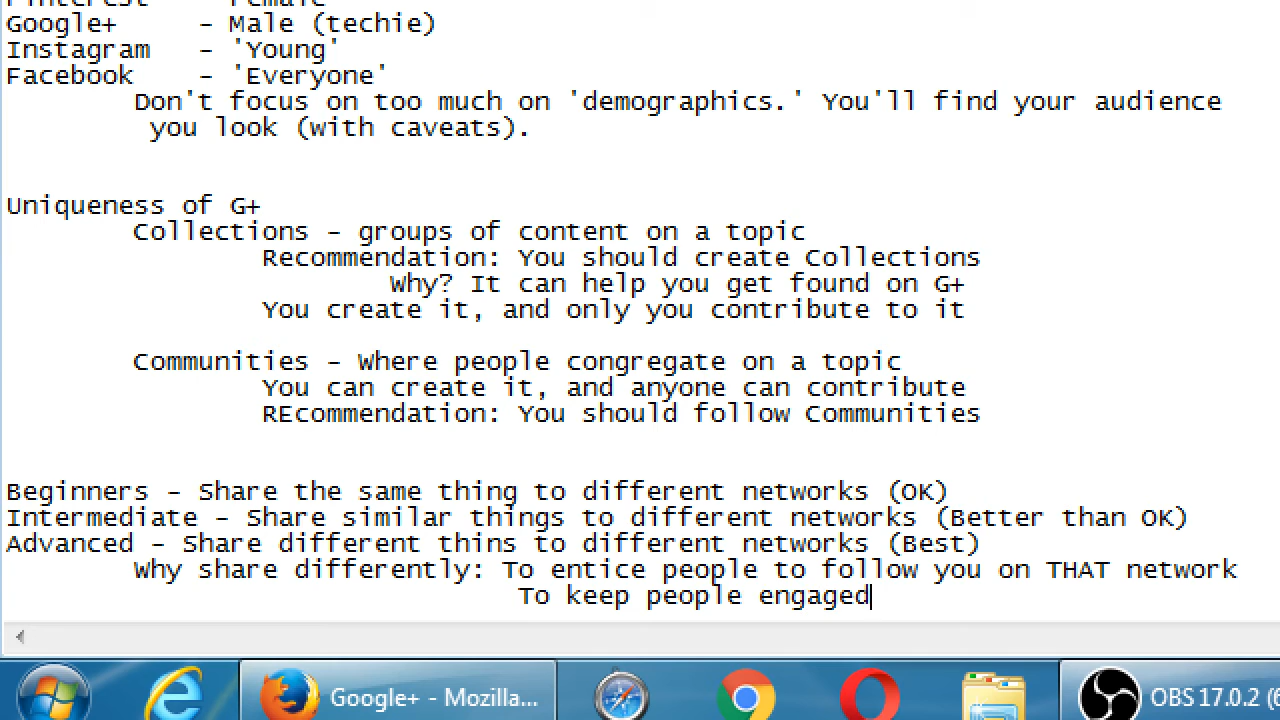 Pinterest - Female
Google+ – Male (techie)
Instagram – 'Young'
Facebook – 'Everyone'
Don't focus on too much on 'demographics.' You'll find your audience
you look (with caveats).
Uniqueness of G+
Collections – groups of content on a topic
Recommendation: You should create Collections
Why? It can help you get found on G+
You create it, and only you contribute to it
Communities – Where people congregate on a topic
You can create it, and anyone can contribute
REcommendation: You should follow Communities
Beginners – Share the same thing to different networks (OK)
Intermediate – Share similar things to different networks (Better than OK)
Advanced – Share different thins to different networks (Best)
Why share differently: To entice people to follow you on THAT network
To keep people engaged
Google+ - Mozilla...
OBS 17.0.2 (6